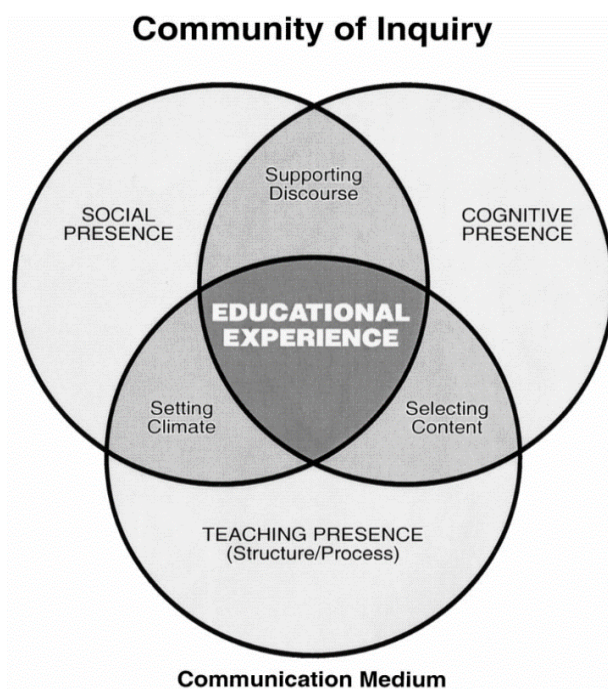 Community of Inquiry
Supporting
Discourse
SOCIAL
PRESENCE
COGNITIVE
PRESENCE
EDUCATIONAL
EXPERIENCE
Setting
Climate
Selecting
Content
TEACHING PRESENCE
(Structure/Process)
Communication Medium